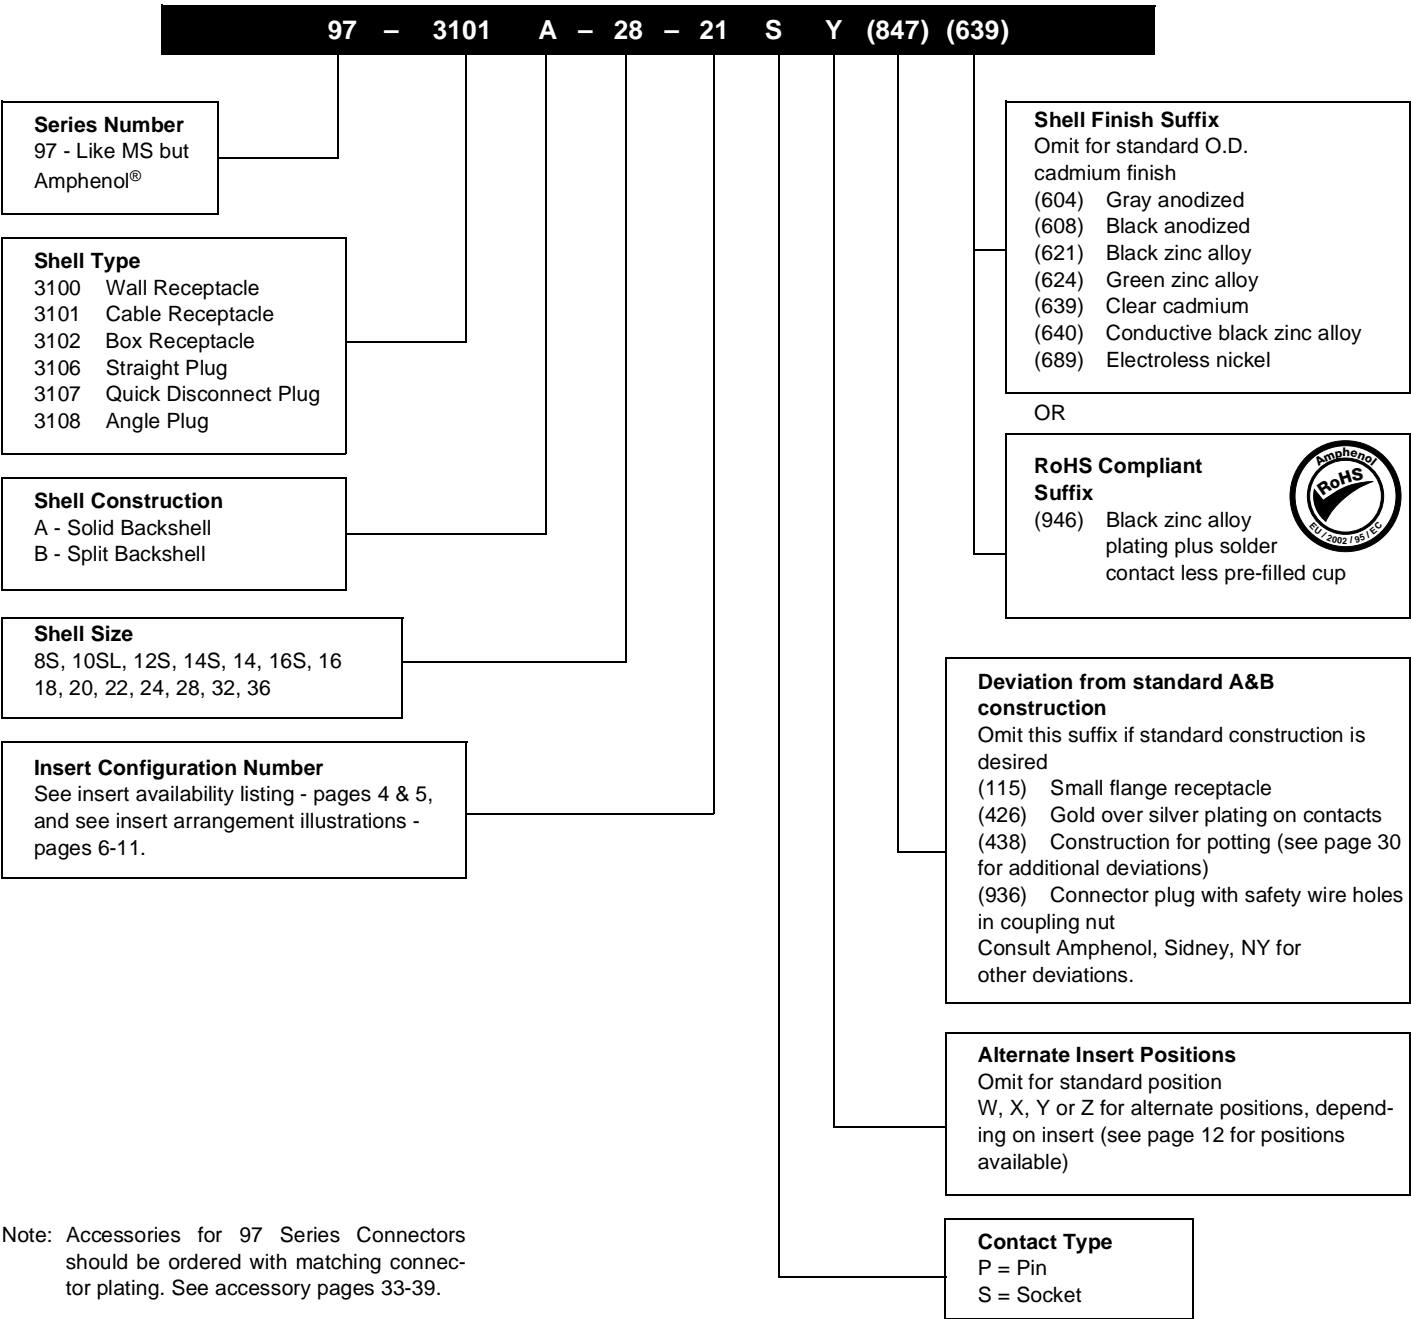 97 – 3101 A – 28 – 21 S Y (847) (639)
Series Number
97 - Like MS but
Amphenol®
Shell Type
3100 Wall Receptacle
3101 Cable Receptacle
3102 Box Receptacle
3106 Straight Plug
3107 Quick Disconnect Plug
3108 Angle Plug
Shell Construction
A - Solid Backshell
B - Split Backshell
Shell Size
8S, 10SL, 12S, 14S, 14, 16S, 16
18, 20, 22, 24, 28, 32, 36
Insert Configuration Number
See insert availability listing - pages 4 & 5,
and see insert arrangement illustrations -
pages 6-11.
Shell Finish Suffix
Omit for standard O.D.
cadmium finish
(604) Gray anodized
(608) Black anodized
(621) Black zinc alloy
(624) Green zinc alloy
(639) Clear cadmium
(640) Conductive black zinc alloy
(689) Electroless nickel
OR
RoHS Compliant
Suffix
(946) Black zinc alloy
plating plus solder
contact less pre-filled cup
Amphenol
RoHS
EU / 2002 / 95 / EC
Deviation from standard A&B
construction
Omit this suffix if standard construction is
desired
(115) Small flange receptacle
(426) Gold over silver plating on contacts
(438) Construction for potting (see page 30
for additional deviations)
(936) Connector plug with safety wire holes
in coupling nut
Consult Amphenol, Sidney, NY for
other deviations.
Alternate Insert Positions
Omit for standard position
W, X, Y or Z for alternate positions, depend-
ing on insert (see page 12 for positions
available)
Contact Type
P = Pin
S = Socket
Note: Accessories for 97 Series Connectors
should be ordered with matching connec-
tor plating. See accessory pages 33-39.